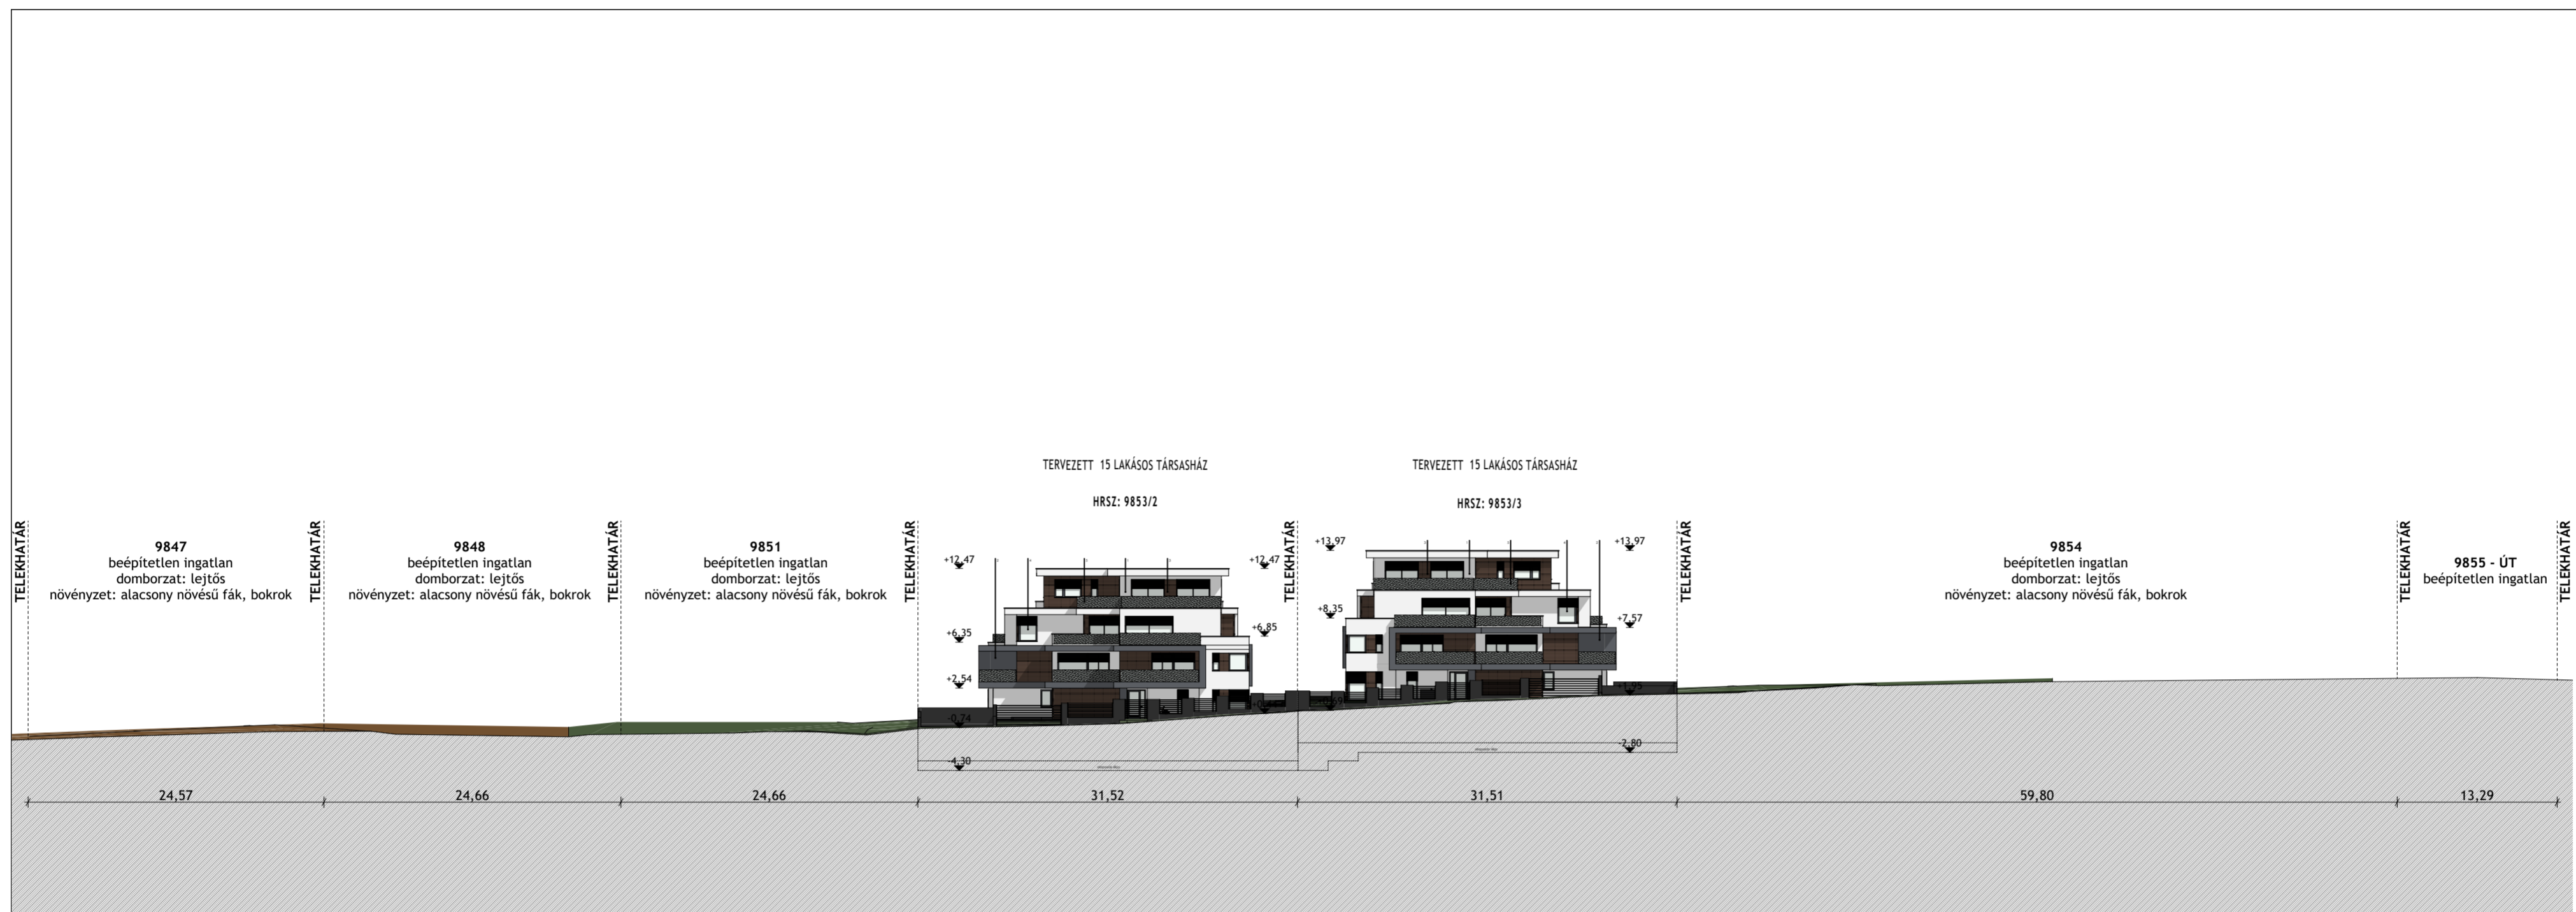 TERVEZETT 15 LAKÁSOS TÁRSASHÁZ
HRSZ: 9853/2
TERVEZETT 15 LAKÁSOS TÁRSASHÁZ
HRSZ: 9853/3
TELEKHATÁR
9847
beépítetlen ingatlan
domborzat: lejtős
növényzet: alacsony növésű fák, bokrok
TELEKHATÁR
9848
beépítetlen ingatlan
domborzat: lejtős
növényzet: alacsony növésű fák, bokrok
TELEKHATÁR
9851
beépítetlen ingatlan
domborzat: lejtős
növényzet: alacsony növésű fák, bokrok
TELEKHATÁR
+12,47
+6,35
+2,54
-0,74
-4,30
+12,47
+6,85
TELEKHATÁR
+13,97
+8,35
+13,97
+7,57
-2,80
TELEKHATÁR
9854
beépítetlen ingatlan
domborzat: lejtős
növényzet: alacsony növésű fák, bokrok
TELEKHATÁR
9855 - ÚT
beépítetlen ingatlan
TELEKHATÁR
24,57
24,66
24,66
31,52
31,51
59,80
13,29